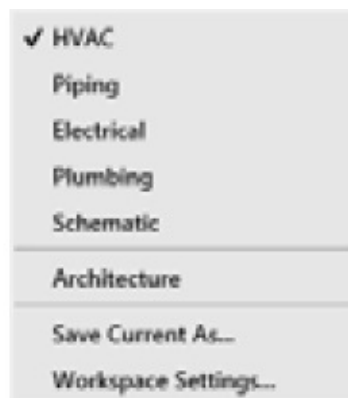 HVAC
Piping
Electrical
Plumbing
Schematic
Architecture
Save Current As...
Workspace Settings...